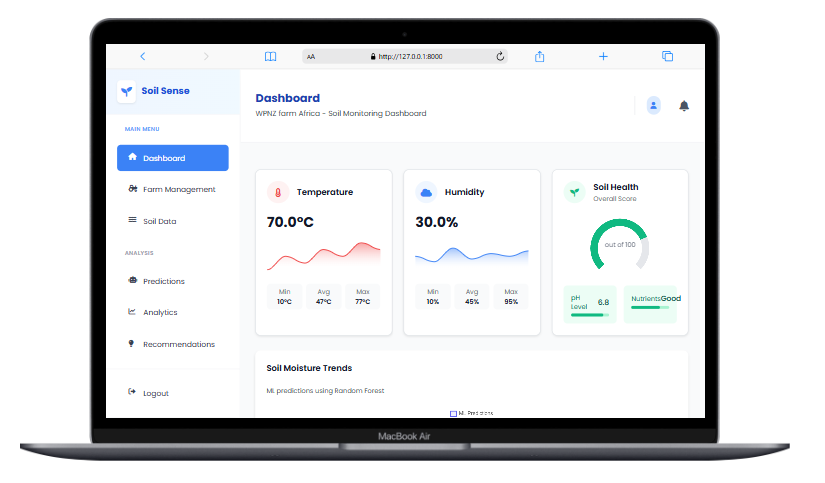 AA http://127.0.0.1:8000
Soil Sense
MAIN MENU
Dashboard
Farm Management
Soil Data
ANALYSIS
Predictions
Analytics
Recommendations
Logout
Dashboard
WPNZ farm Africa - Soil Monitoring Dashboard
Temperature
70.0°C
Min Avg Max
10°C 47°C 77°C
Humidity
30.0%
Min Avg Max
10% 45% 95%
Soil Health
Overall Score
out of 100
pH
Level 6.8
Nutrients Good
Soil Moisture Trends
ML predictions using Random Forest
ML Predictions
MacBook Air